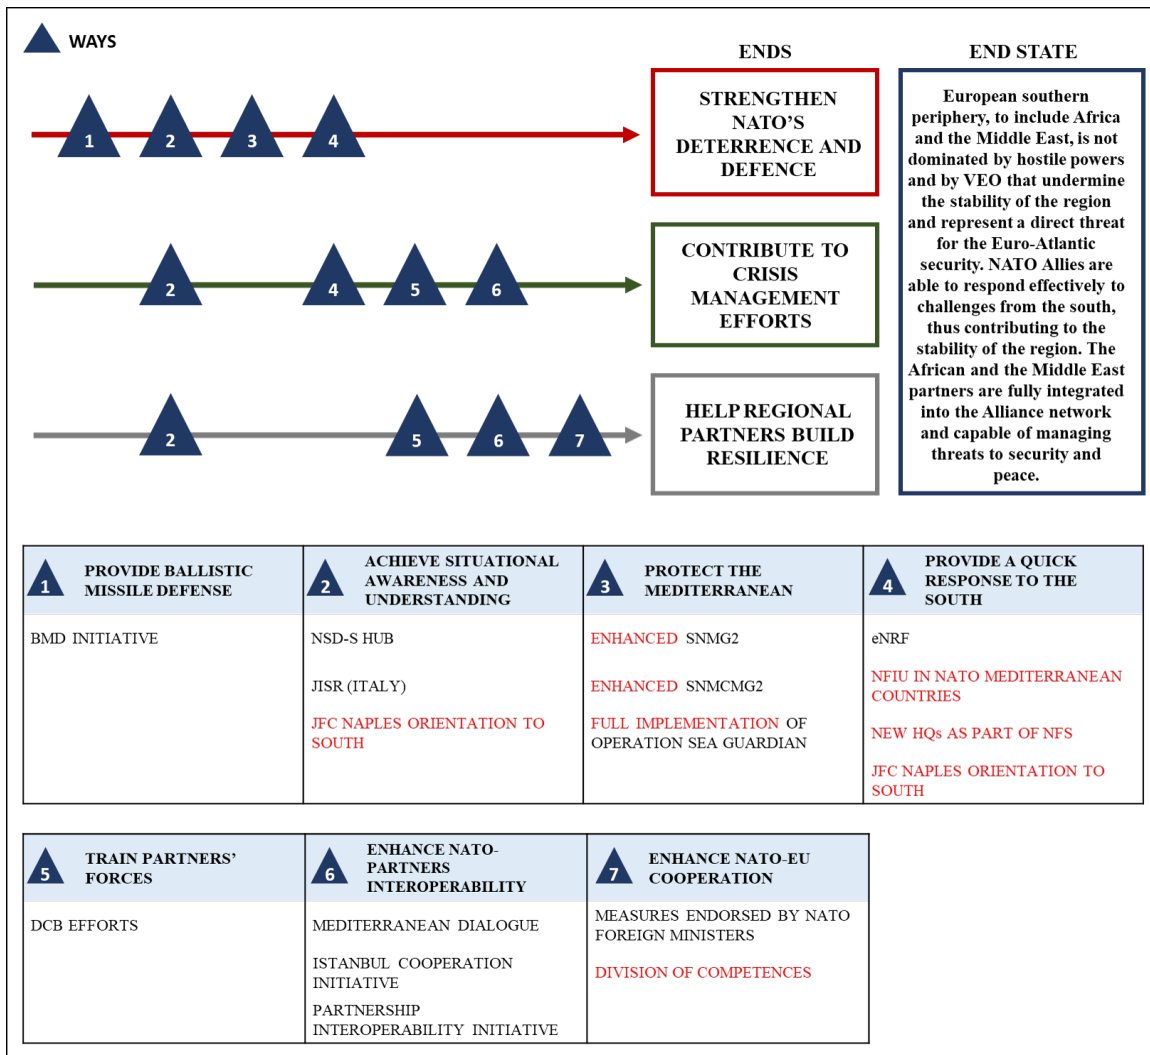 WAYS
ENDS
END STATE
1
2
3
4
STRENGTHEN
NATO'S
DETERRENCE AND
DEFENCE
2
4
5
6
CONTRIBUTE TO
CRISIS
MANAGEMENT
EFFORTS
2
5
6
7
HELP REGIONAL
PARTNERS BUILD
RESILIENCE
European southern
periphery, to include Africa
and the Middle East, is not
dominated by hostile powers
and by VEO that undermine
the stability of the region
and represent a direct threat
for the Euro-Atlantic
security. NATO Allies are
able to respond effectively to
challenges from the south,
thus contributing to the
stability of the region. The
African and the Middle East
partners are fully integrated
into the Alliance network
and capable of managing
threats to security and
peace.
1
PROVIDE BALLISTIC
MISSILE DEFENSE
BMD INITIATIVE
2
ACHIEVE SITUATIONAL
AWARENESS AND
UNDERSTANDING
NSD-S HUB
JISR (ITALY)
JFC NAPLES ORIENTATION TO
SOUTH
3
PROTECT THE
MEDITERRANEAN
ENHANCED SNMG2
ENHANCED SNMCMG2
FULL IMPLEMENTATION OF
OPERATION SEA GUARDIAN
4
PROVIDE A QUICK
RESPONSE TO THE
SOUTH
eNRF
NFIU IN NATO MEDITERRANEAN
COUNTRIES
NEW HQs AS PART OF NFS
JFC NAPLES ORIENTATION TO
SOUTH
5
TRAIN PARTNERS'
FORCES
DCB EFFORTS
6
ENHANCE NATO-
PARTNERS
INTEROPERABILITY
MEDITERRANEAN DIALOGUE
ISTANBUL COOPERATION
INITIATIVE
PARTNERSHIP
INTEROPERABILITY INITIATIVE
7
ENHANCE NATO-EU
COOPERATION
MEASURES ENDORSED BY NATO
FOREIGN MINISTERS
DIVISION OF COMPETENCES